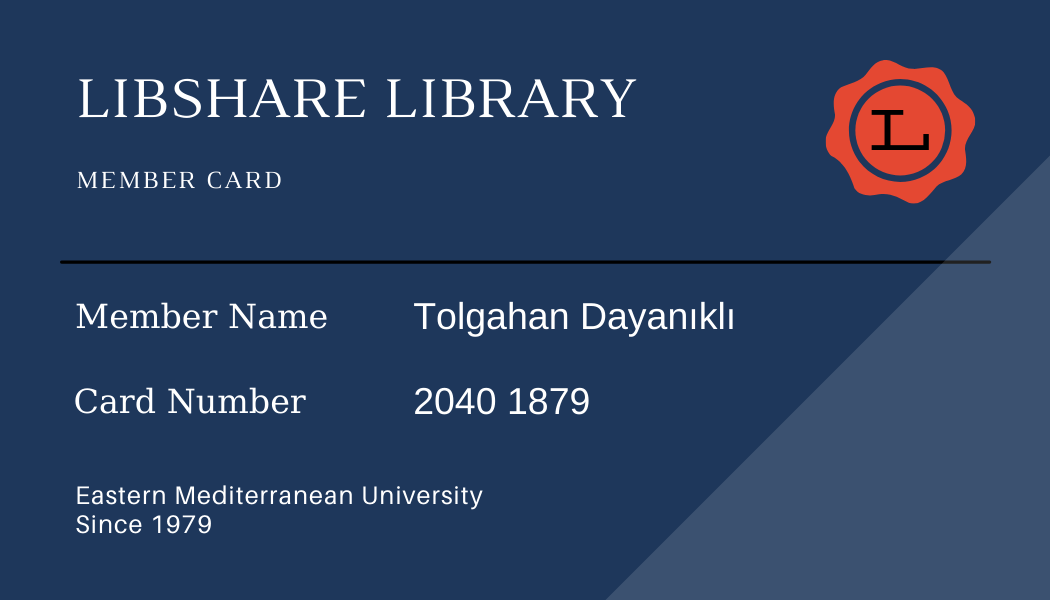 LIBSHARE LIBRARY
L
MEMBER CARD
Member Name Tolgahan Dayanıklı
Card Number 2040 1879
Eastern Mediterranean University
Since 1979